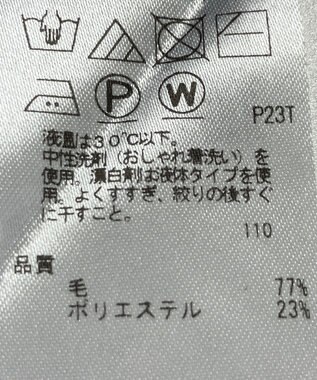 P W
P23T
液温は30℃以下。
中性洗剤（おしゃれ着洗い）を
使用。漂白剤は液体タイプを使
用。よくすすぎ、絞りの後すぐ
に干すこと。
110
品質
毛 77%
ポリエステル 23%